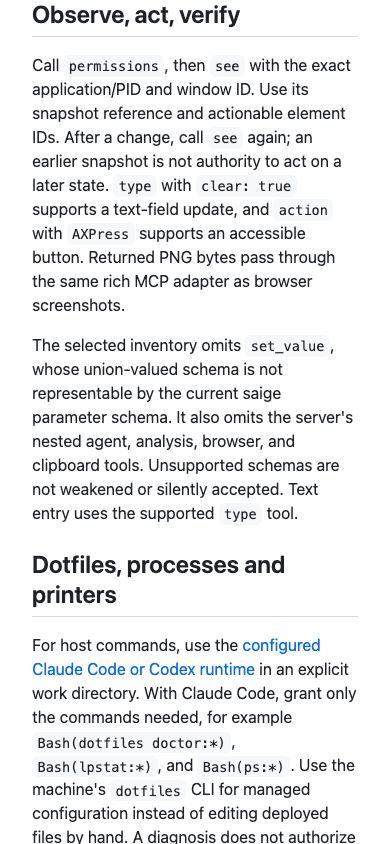 Observe, act, verify
Call permissions , then see with the exact
application/PID and window ID. Use its
snapshot reference and actionable element
IDs. After a change, call see again; an
earlier snapshot is not authority to act on a
later state. type with clear: true
supports a text-field update, and action
with AXPress supports an accessible
button. Returned PNG bytes pass through
the same rich MCP adapter as browser
screenshots.
The selected inventory omits set_value ,
whose union-valued schema is not
representable by the current saige
parameter schema. It also omits the server's
nested agent, analysis, browser, and
clipboard tools. Unsupported schemas are
not weakened or silently accepted. Text
entry uses the supported type tool.
Dotfiles, processes and
printers
For host commands, use the configured
Claude Code or Codex runtime in an explicit
work directory. With Claude Code, grant only
the commands needed, for example
Bash(dotfiles doctor:*) ,
Bash(lpstat:*) , and Bash(ps:*) . Use the
machine's dotfiles CLI for managed
configuration instead of editing deployed
files by hand. A diagnosis does not authorize